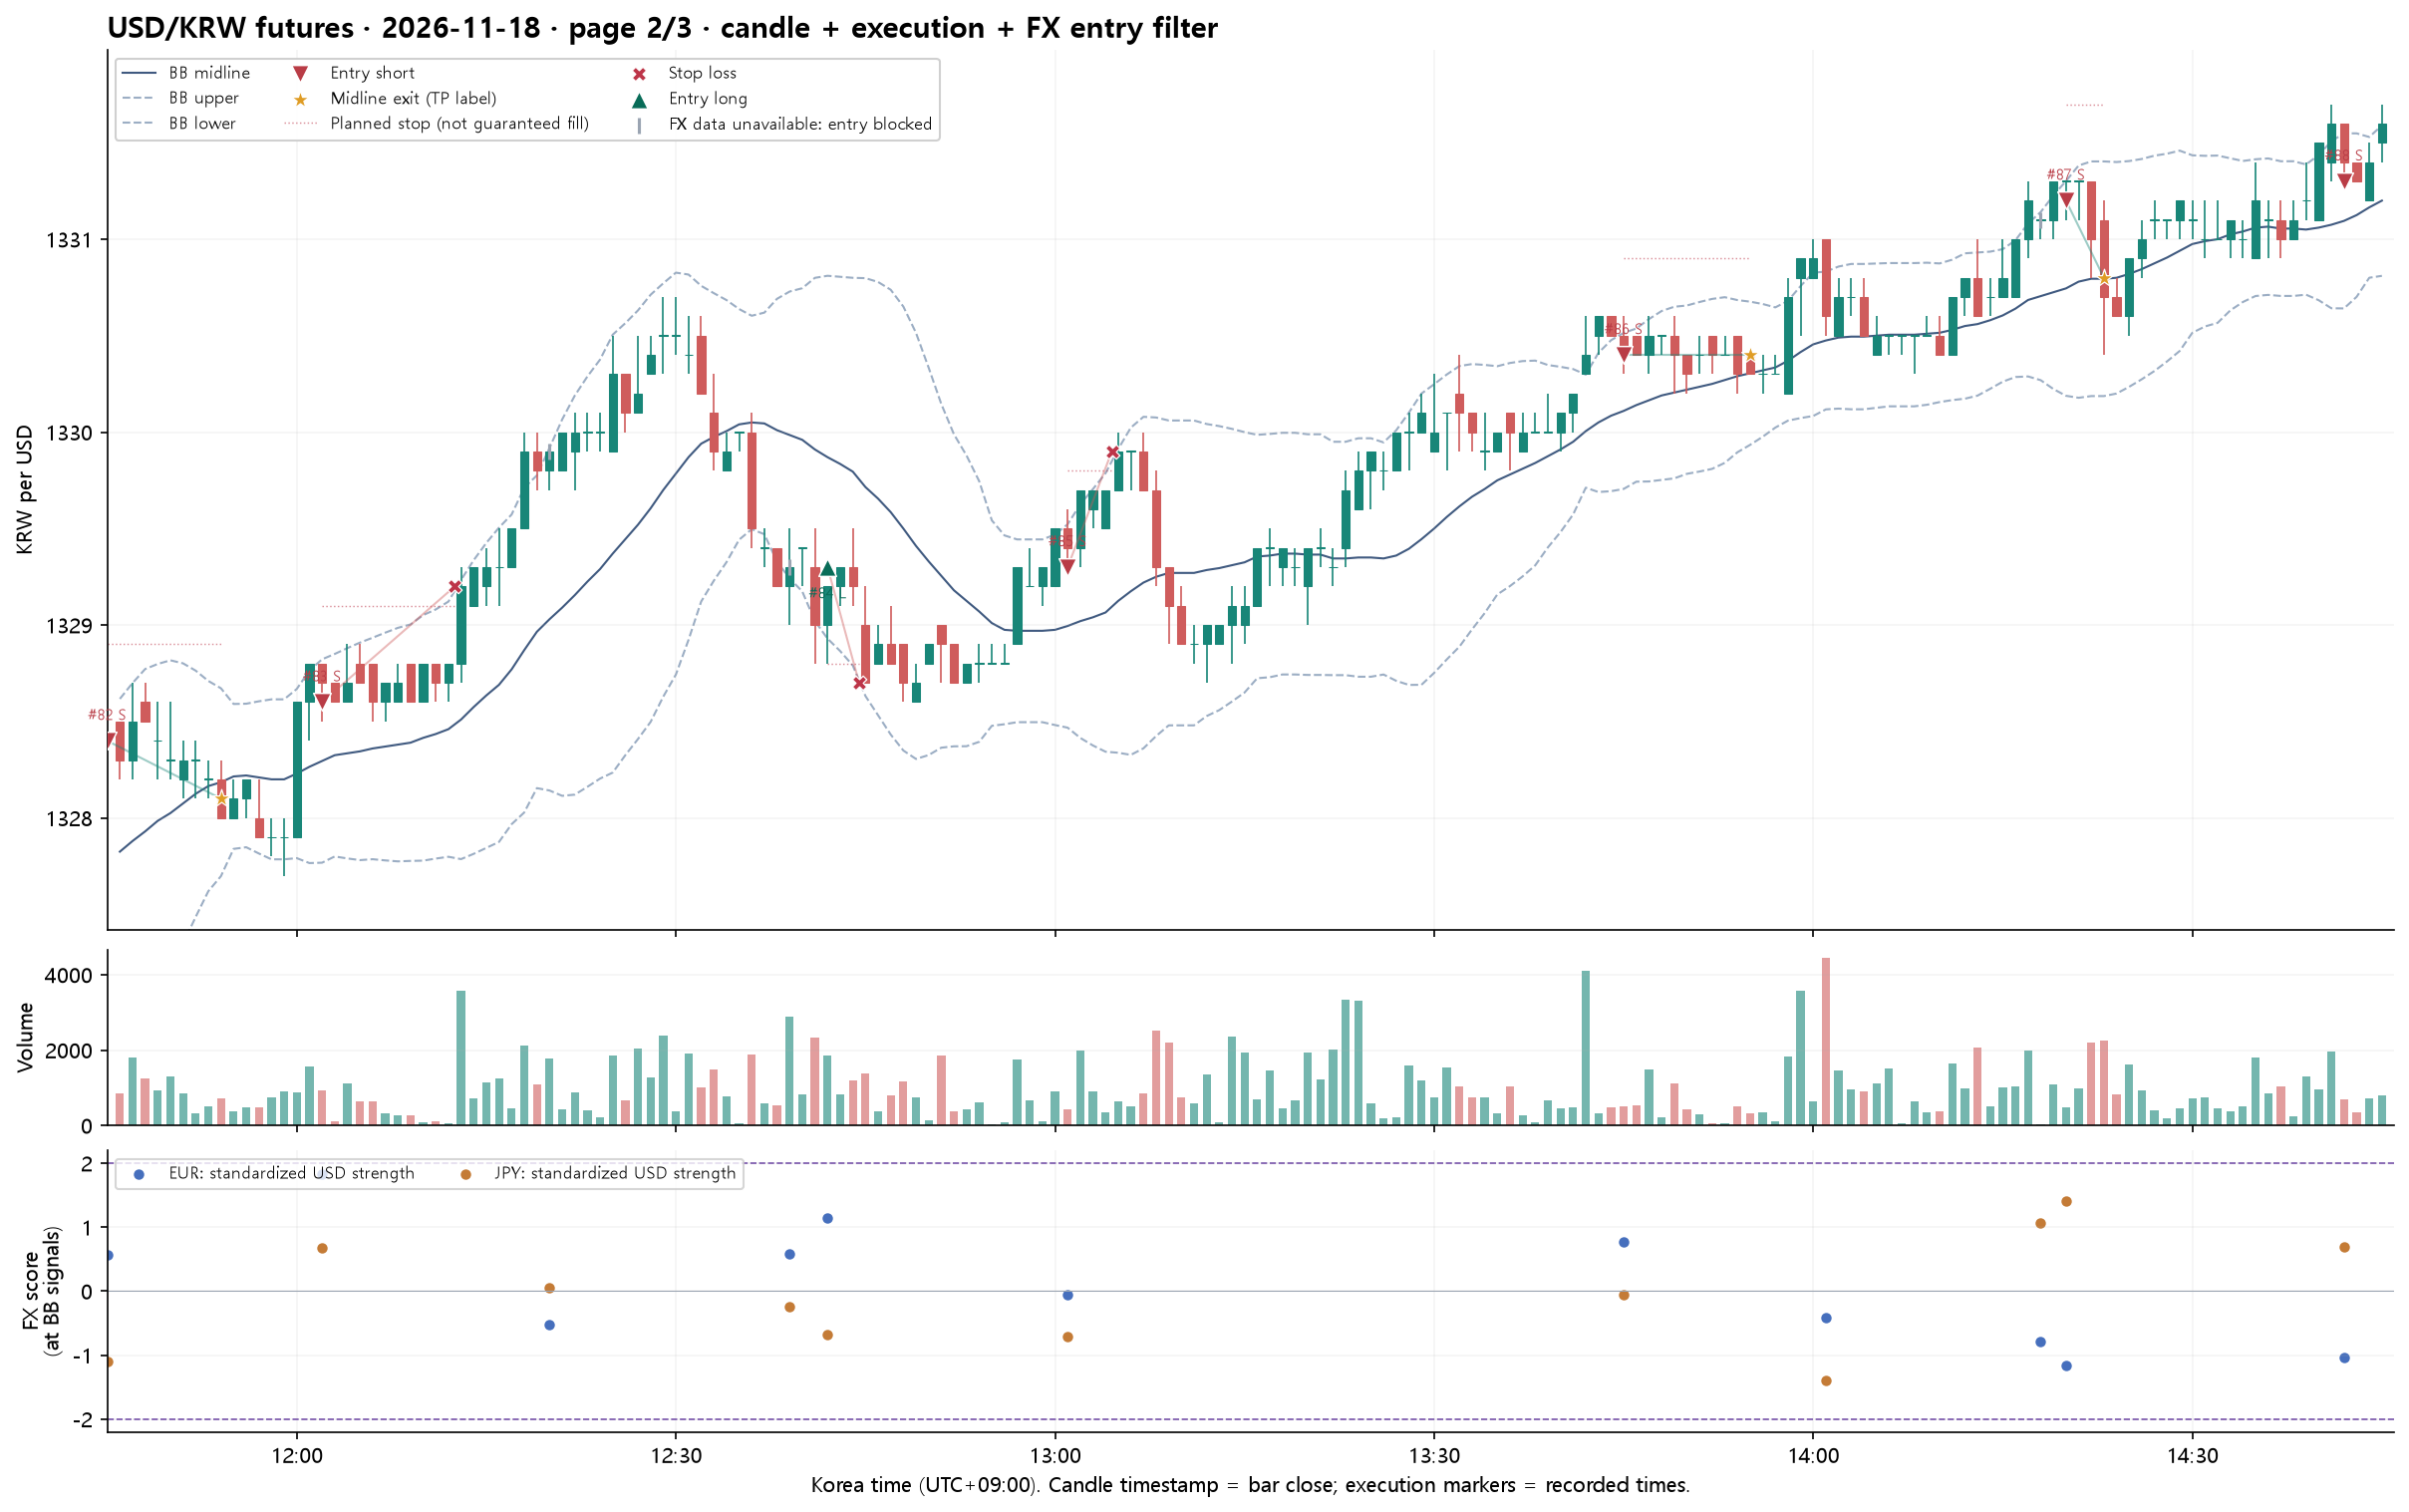 USD/KRW futures · 2026-11-18 · page 2/3 · candle + execution + FX entry filter
BB midline
BB upper
BB lower
Entry short
Midline exit (TP label)
Planned stop (not guaranteed fill)
Stop loss
Entry long
FX data unavailable: entry blocked
KRW per USD
1331
1330
1329
1328
#82 S
#86 S
#87 S
Volume
4000
2000
0
EUR: standardized USD strength
JPY: standardized USD strength
FX score
(at BB signals)
2
1
0
-1
-2
12:00
12:30
13:00
13:30
14:00
14:30
Korea time (UTC+09:00). Candle timestamp = bar close; execution markers = recorded times.